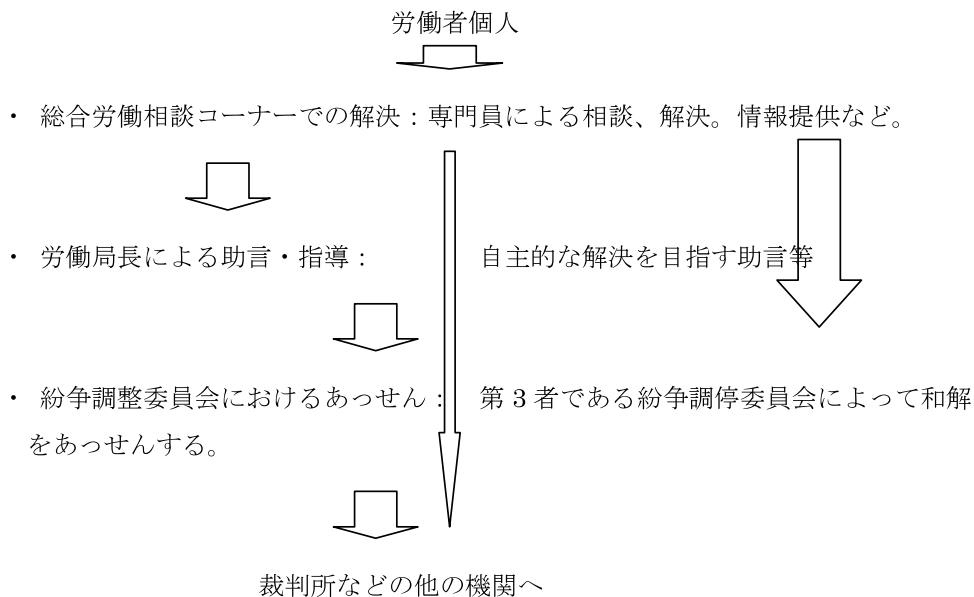 労働者個人
・ 総合労働相談コーナーでの解決：専門員による相談、解決。情報提供など。
・ 労働局長による助言・指導： 自主的な解決を目指す助言等
・ 紛争調整委員会におけるあっせん： 第３者である紛争調停委員会によって和解
をあっせんする。
裁判所などの他の機関へ